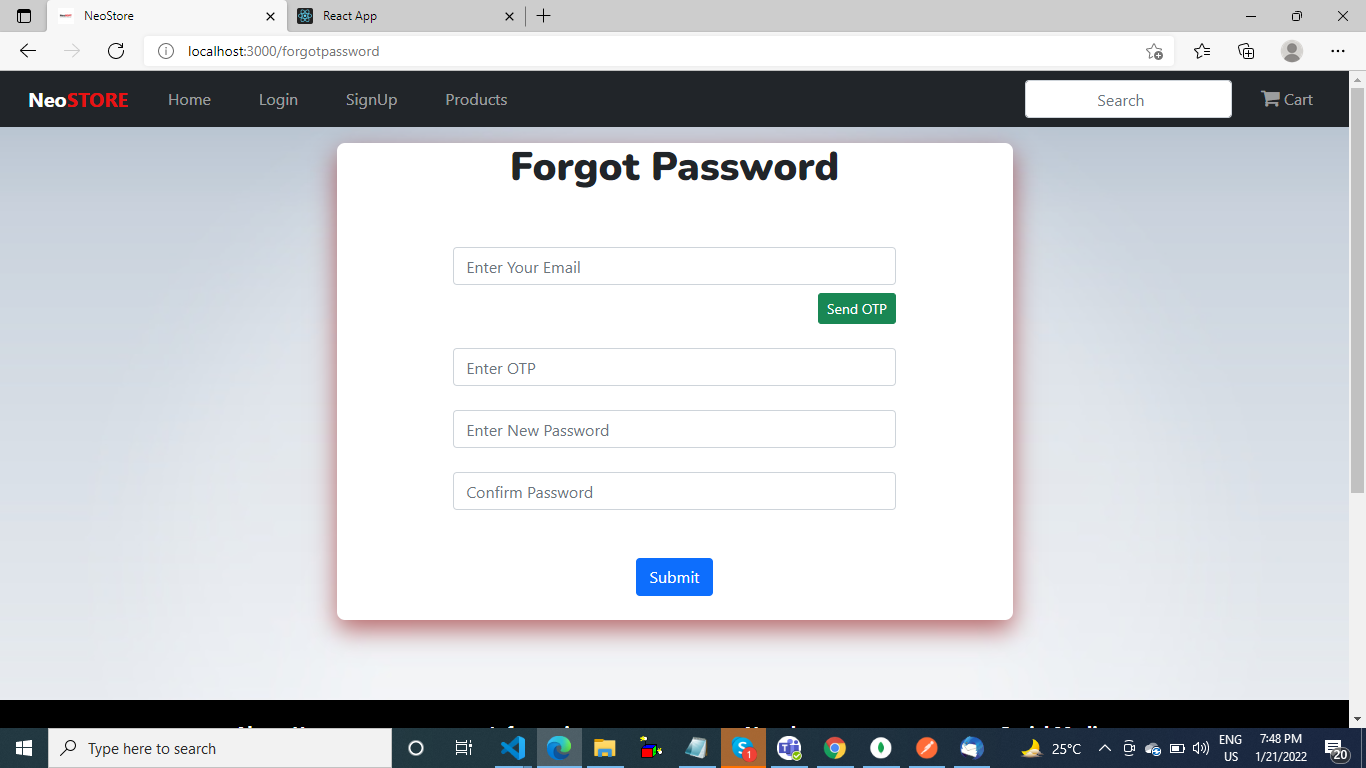 NeoStore
React App
localhost:3000/forgotpassword
NeoSTORE
Home
Login
SignUp
Products
Search
Cart
Forgot Password
Enter Your Email
Send OTP
Enter OTP
Enter New Password
Confirm Password
Submit
Type here to search
1
25°C
ENG
US
7:48 PM
1/21/2022
20